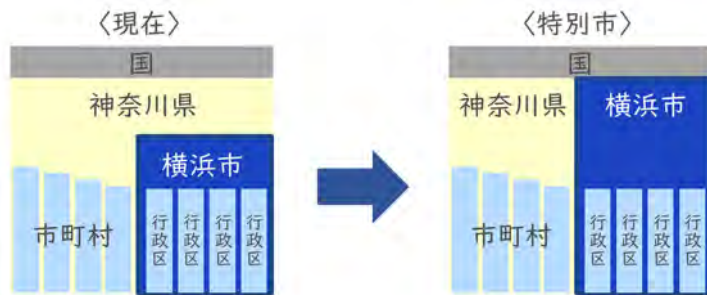 〈現在〉
国
神奈川県
横浜市
市町村
行政区
行政区
行政区
行政区
〈特別市〉
国
神奈川県
横浜市
市町村
行政区
行政区
行政区
行政区